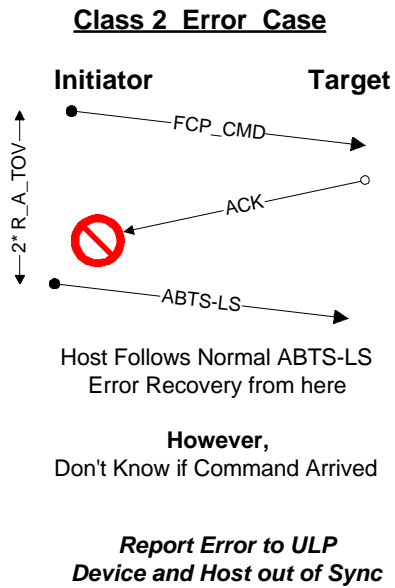 Class 2 Error Case
Initiator Target
FCP_CMD
2* R_A_TOV
ACK
ABTS-LS
Host Follows Normal ABTS-LS
Error Recovery from here
However,
Don't Know if Command Arrived
Report Error to ULP
Device and Host out of Sync